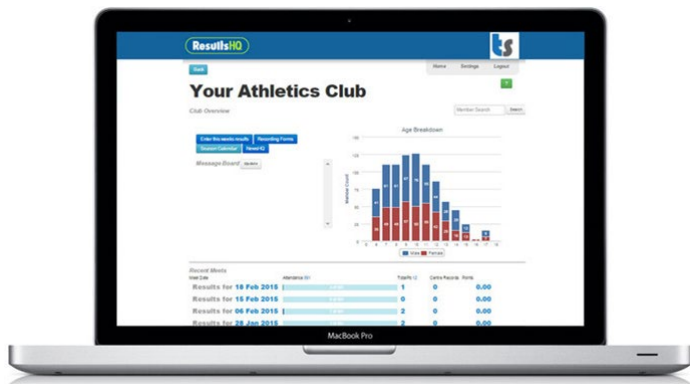 ResultsHQ
ts
Back
Home Settings Logout
Your Athletics Club
Club Overview
Member Search Search
Enter this weeks results Recording Forms
Season Calendar
Message Board
Age Breakdown
Member Count
Male Female
Recent Meets
Meet Date Attendance Centre Records Points
Results for 18 Feb 2015 1 0 0.00
Results for 15 Feb 2015 0 0 0.00
Results for 06 Feb 2015 2 0 0.00
Results for 28 Jan 2015 2 0 0.00
MacBook Pro